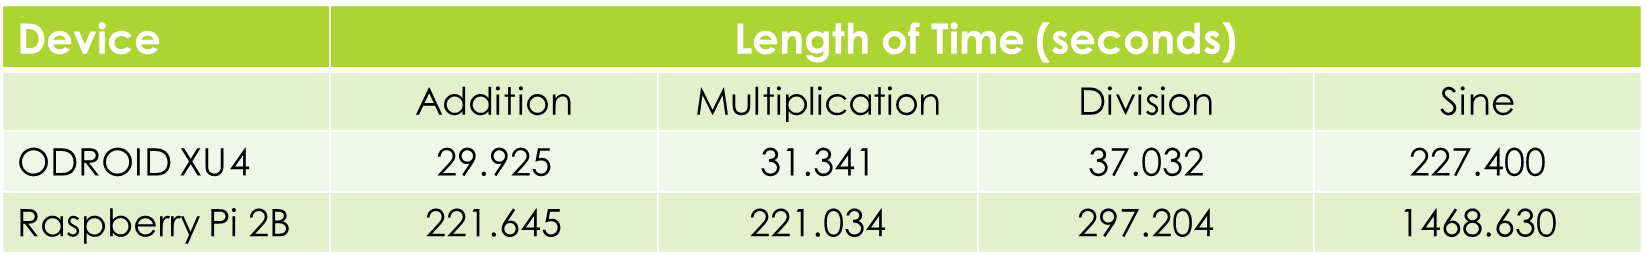 Device Length of Time (seconds)
Addition Multiplication Division Sine
ODROID XU4 29.925 31.341 37.032 227.400
Raspberry Pi 2B 221.645 221.034 297.204 1468.630